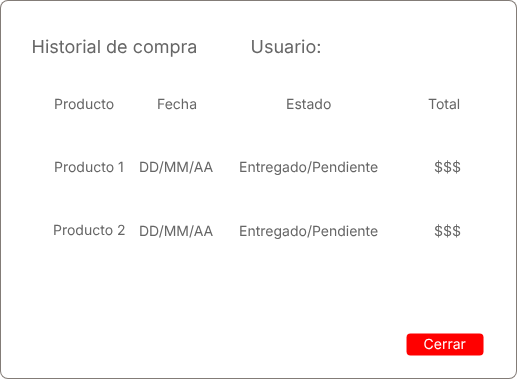 Historial de compra Usuario:
Producto Fecha Estado Total
Producto 1 DD/MM/AA Entregado/Pendiente $$$
Producto 2 DD/MM/AA Entregado/Pendiente $$$
Cerrar